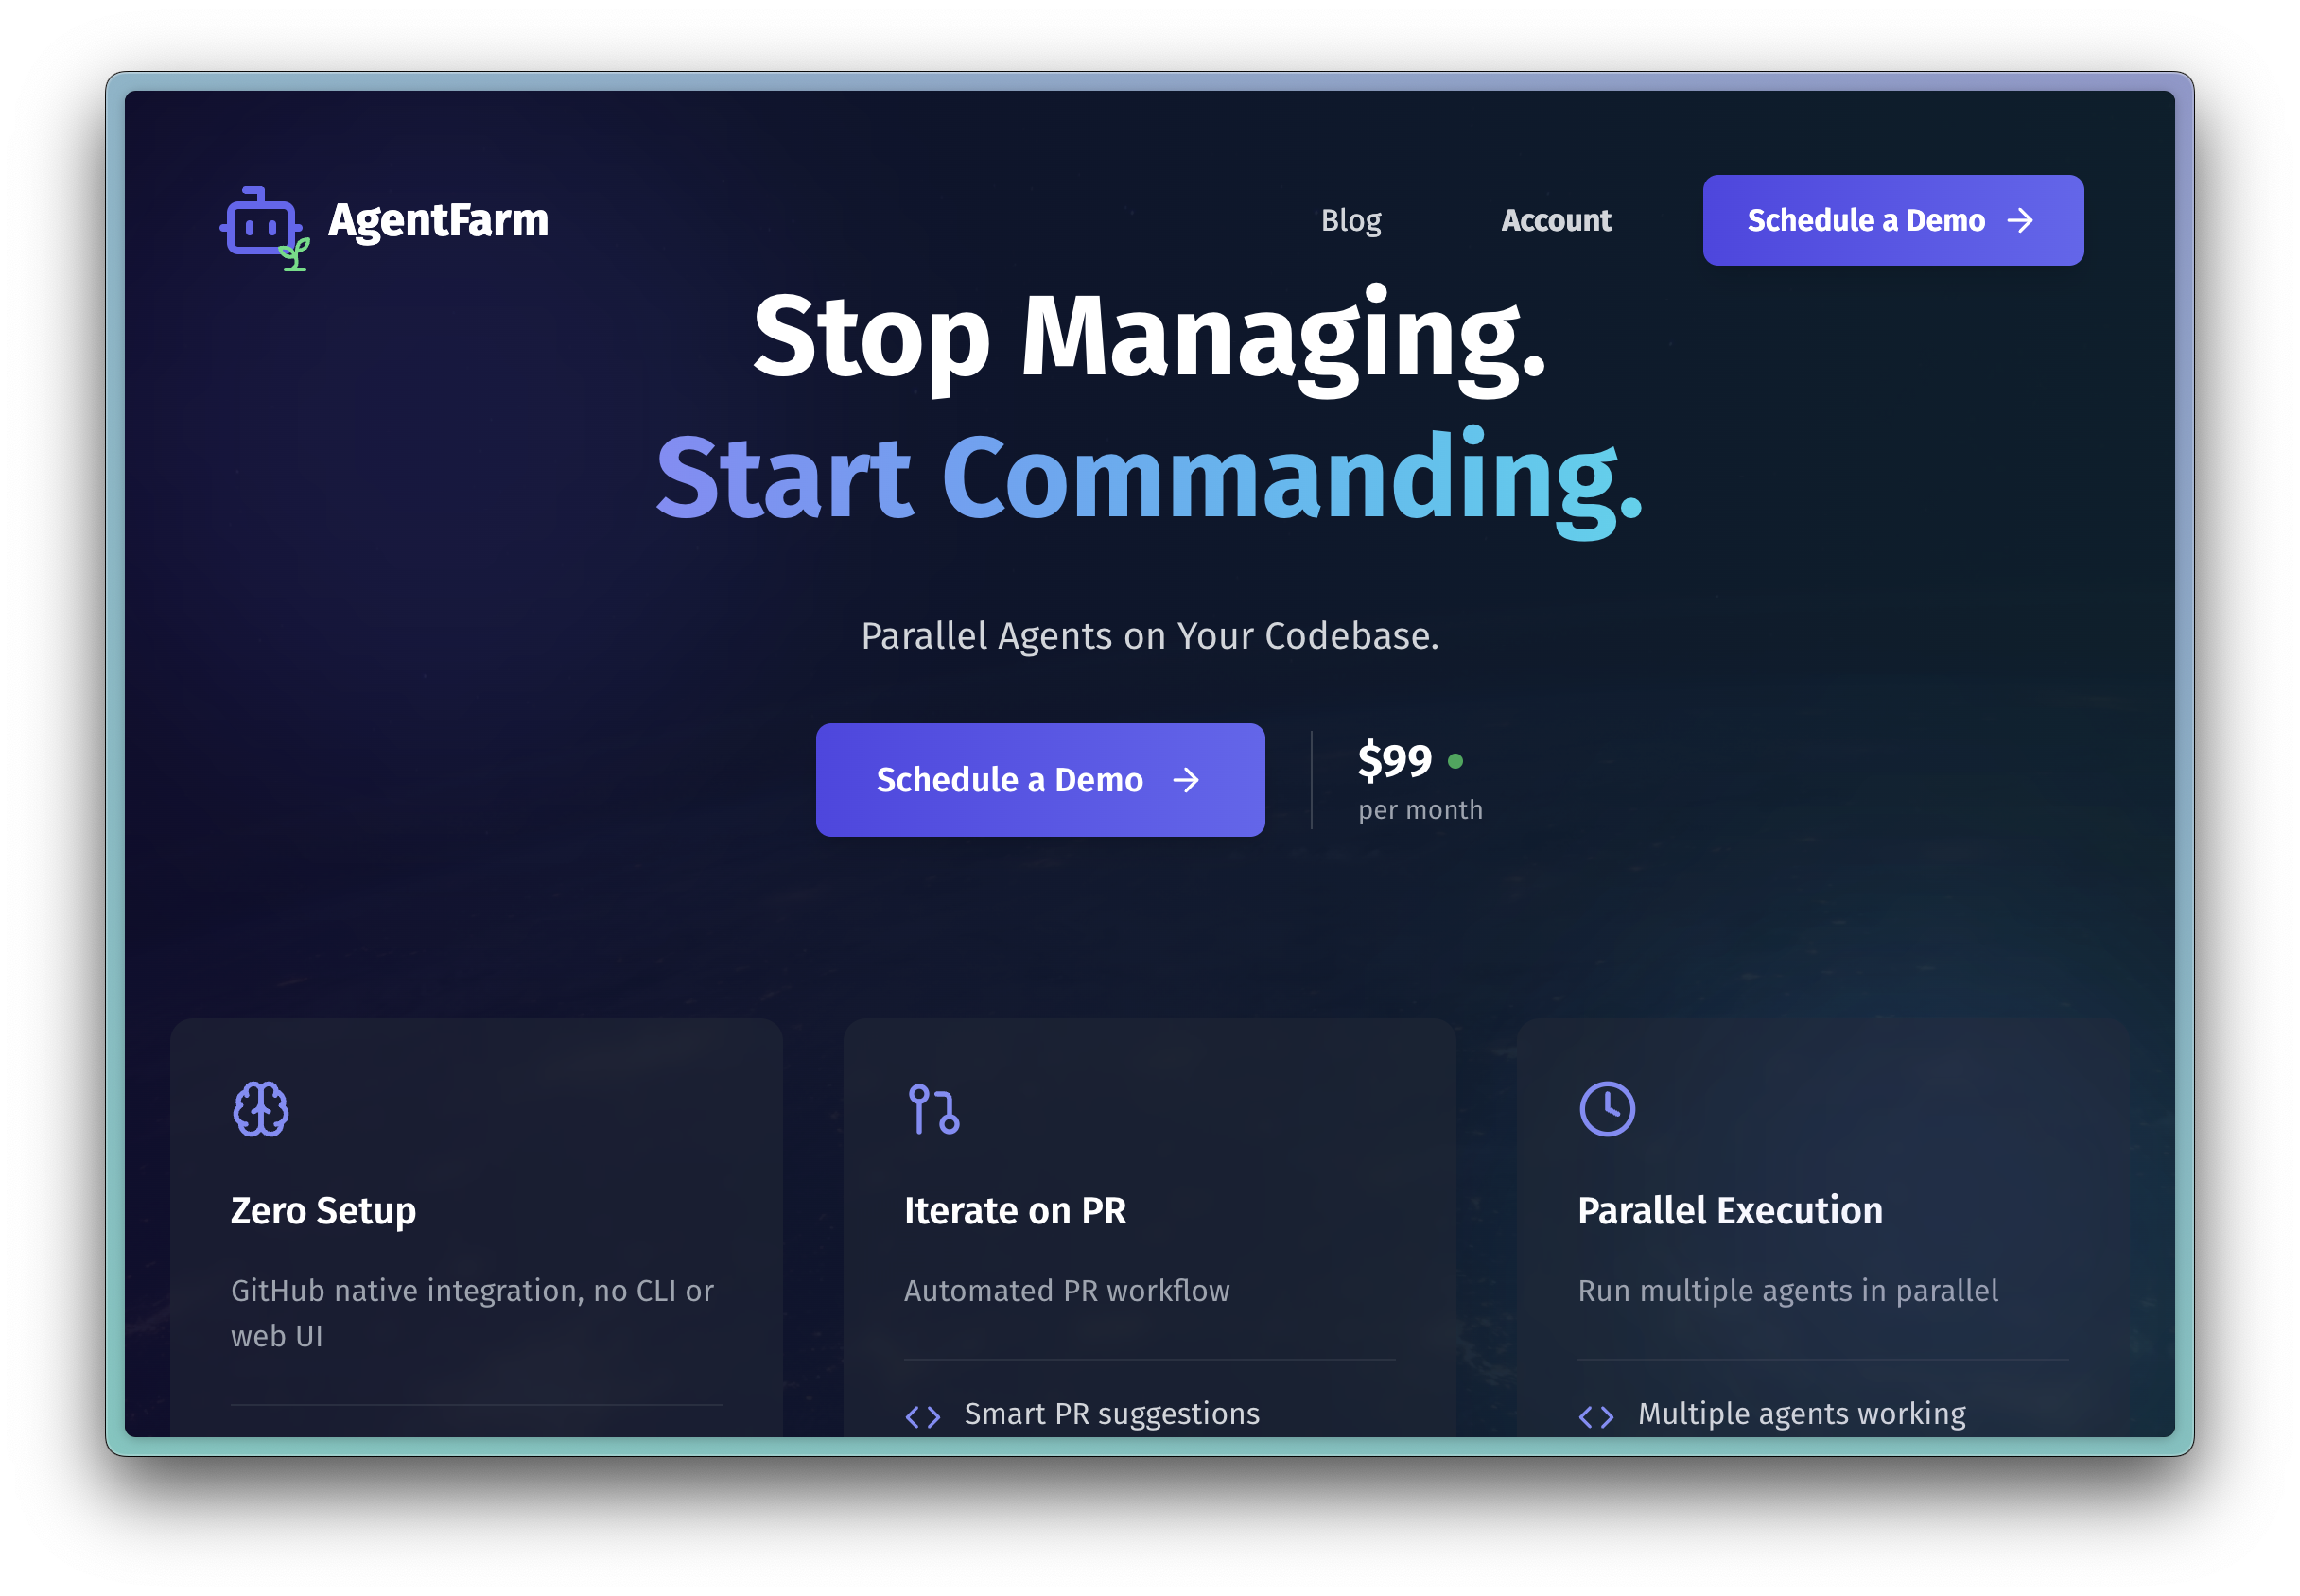 AgentFarm
Blog
Account
Schedule a Demo
Stop Managing.
Start Commanding.
Parallel Agents on Your Codebase.
Schedule a Demo
$99
per month
Zero Setup
GitHub native integration, no CLI or
web UI
Iterate on PR
Automated PR workflow
Smart PR suggestions
Parallel Execution
Run multiple agents in parallel
Multiple agents working